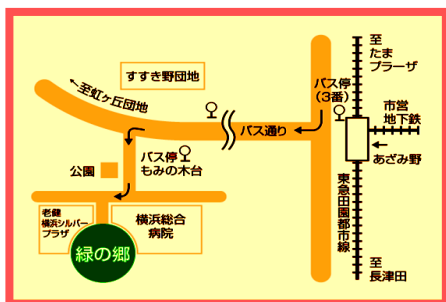 至
たま
プラーザ
すすき野団地
バス停
(3番)
市営
地下鉄
←至虹ヶ丘団地
バス通り
あざみ野
バス停
もみの木台
公園
東急田園都市線
老健
横浜シルバー
プラザ
横浜総合
病院
緑の郷
至
長津田